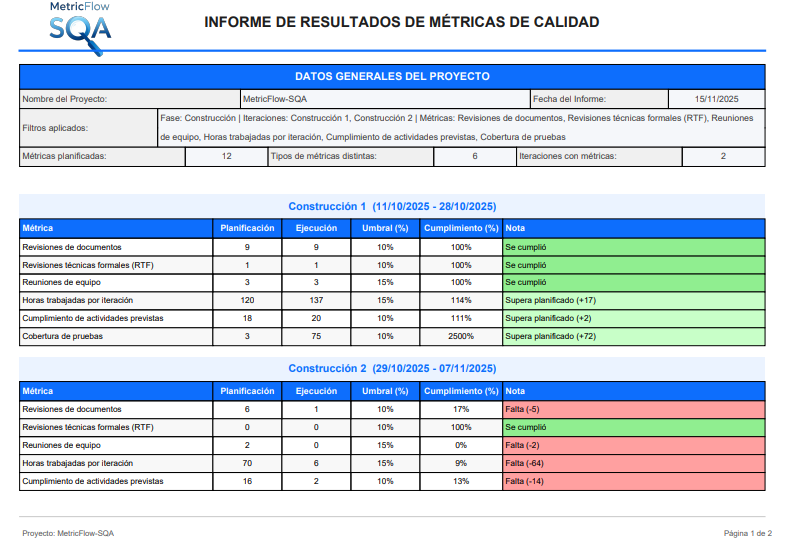 MetricFlow
SQA
INFORME DE RESULTADOS DE MÉTRICAS DE CALIDAD
DATOS GENERALES DEL PROYECTO
Nombre del Proyecto: MetricFlow-SQA Fecha del Informe: 15/11/2025
Filtros aplicados: Fase: Construcción | Iteraciones: Construcción 1, Construcción 2 | Métricas: Revisiones de documentos, Revisiones técnicas formales (RTF), Reuniones
de equipo, Horas trabajadas por iteración, Cumplimiento de actividades previstas, Cobertura de pruebas
Métricas planificadas: 12 Tipos de métricas distintas: 6 Iteraciones con métricas: 2
Construcción 1 (11/10/2025 - 28/10/2025)
Métrica Planificación Ejecución Umbral (%) Cumplimiento (%) Nota
Revisiones de documentos 9 9 10% 100% Se cumplió
Revisiones técnicas formales (RTF) 1 1 10% 100% Se cumplió
Reuniones de equipo 3 3 15% 100% Se cumplió
Horas trabajadas por iteración 120 137 15% 114% Supera planificado (+17)
Cumplimiento de actividades previstas 18 20 10% 111% Supera planificado (+2)
Cobertura de pruebas 3 75 10% 2500% Supera planificado (+72)
Construcción 2 (29/10/2025 - 07/11/2025)
Métrica Planificación Ejecución Umbral (%) Cumplimiento (%) Nota
Revisiones de documentos 6 1 10% 17% Falta (-5)
Revisiones técnicas formales (RTF) 0 0 10% 100% Se cumplió
Reuniones de equipo 2 0 15% 0% Falta (-2)
Horas trabajadas por iteración 70 6 15% 9% Falta (-64)
Cumplimiento de actividades previstas 16 2 10% 13% Falta (-14)
Proyecto: MetricFlow-SQA Página 1 de 2